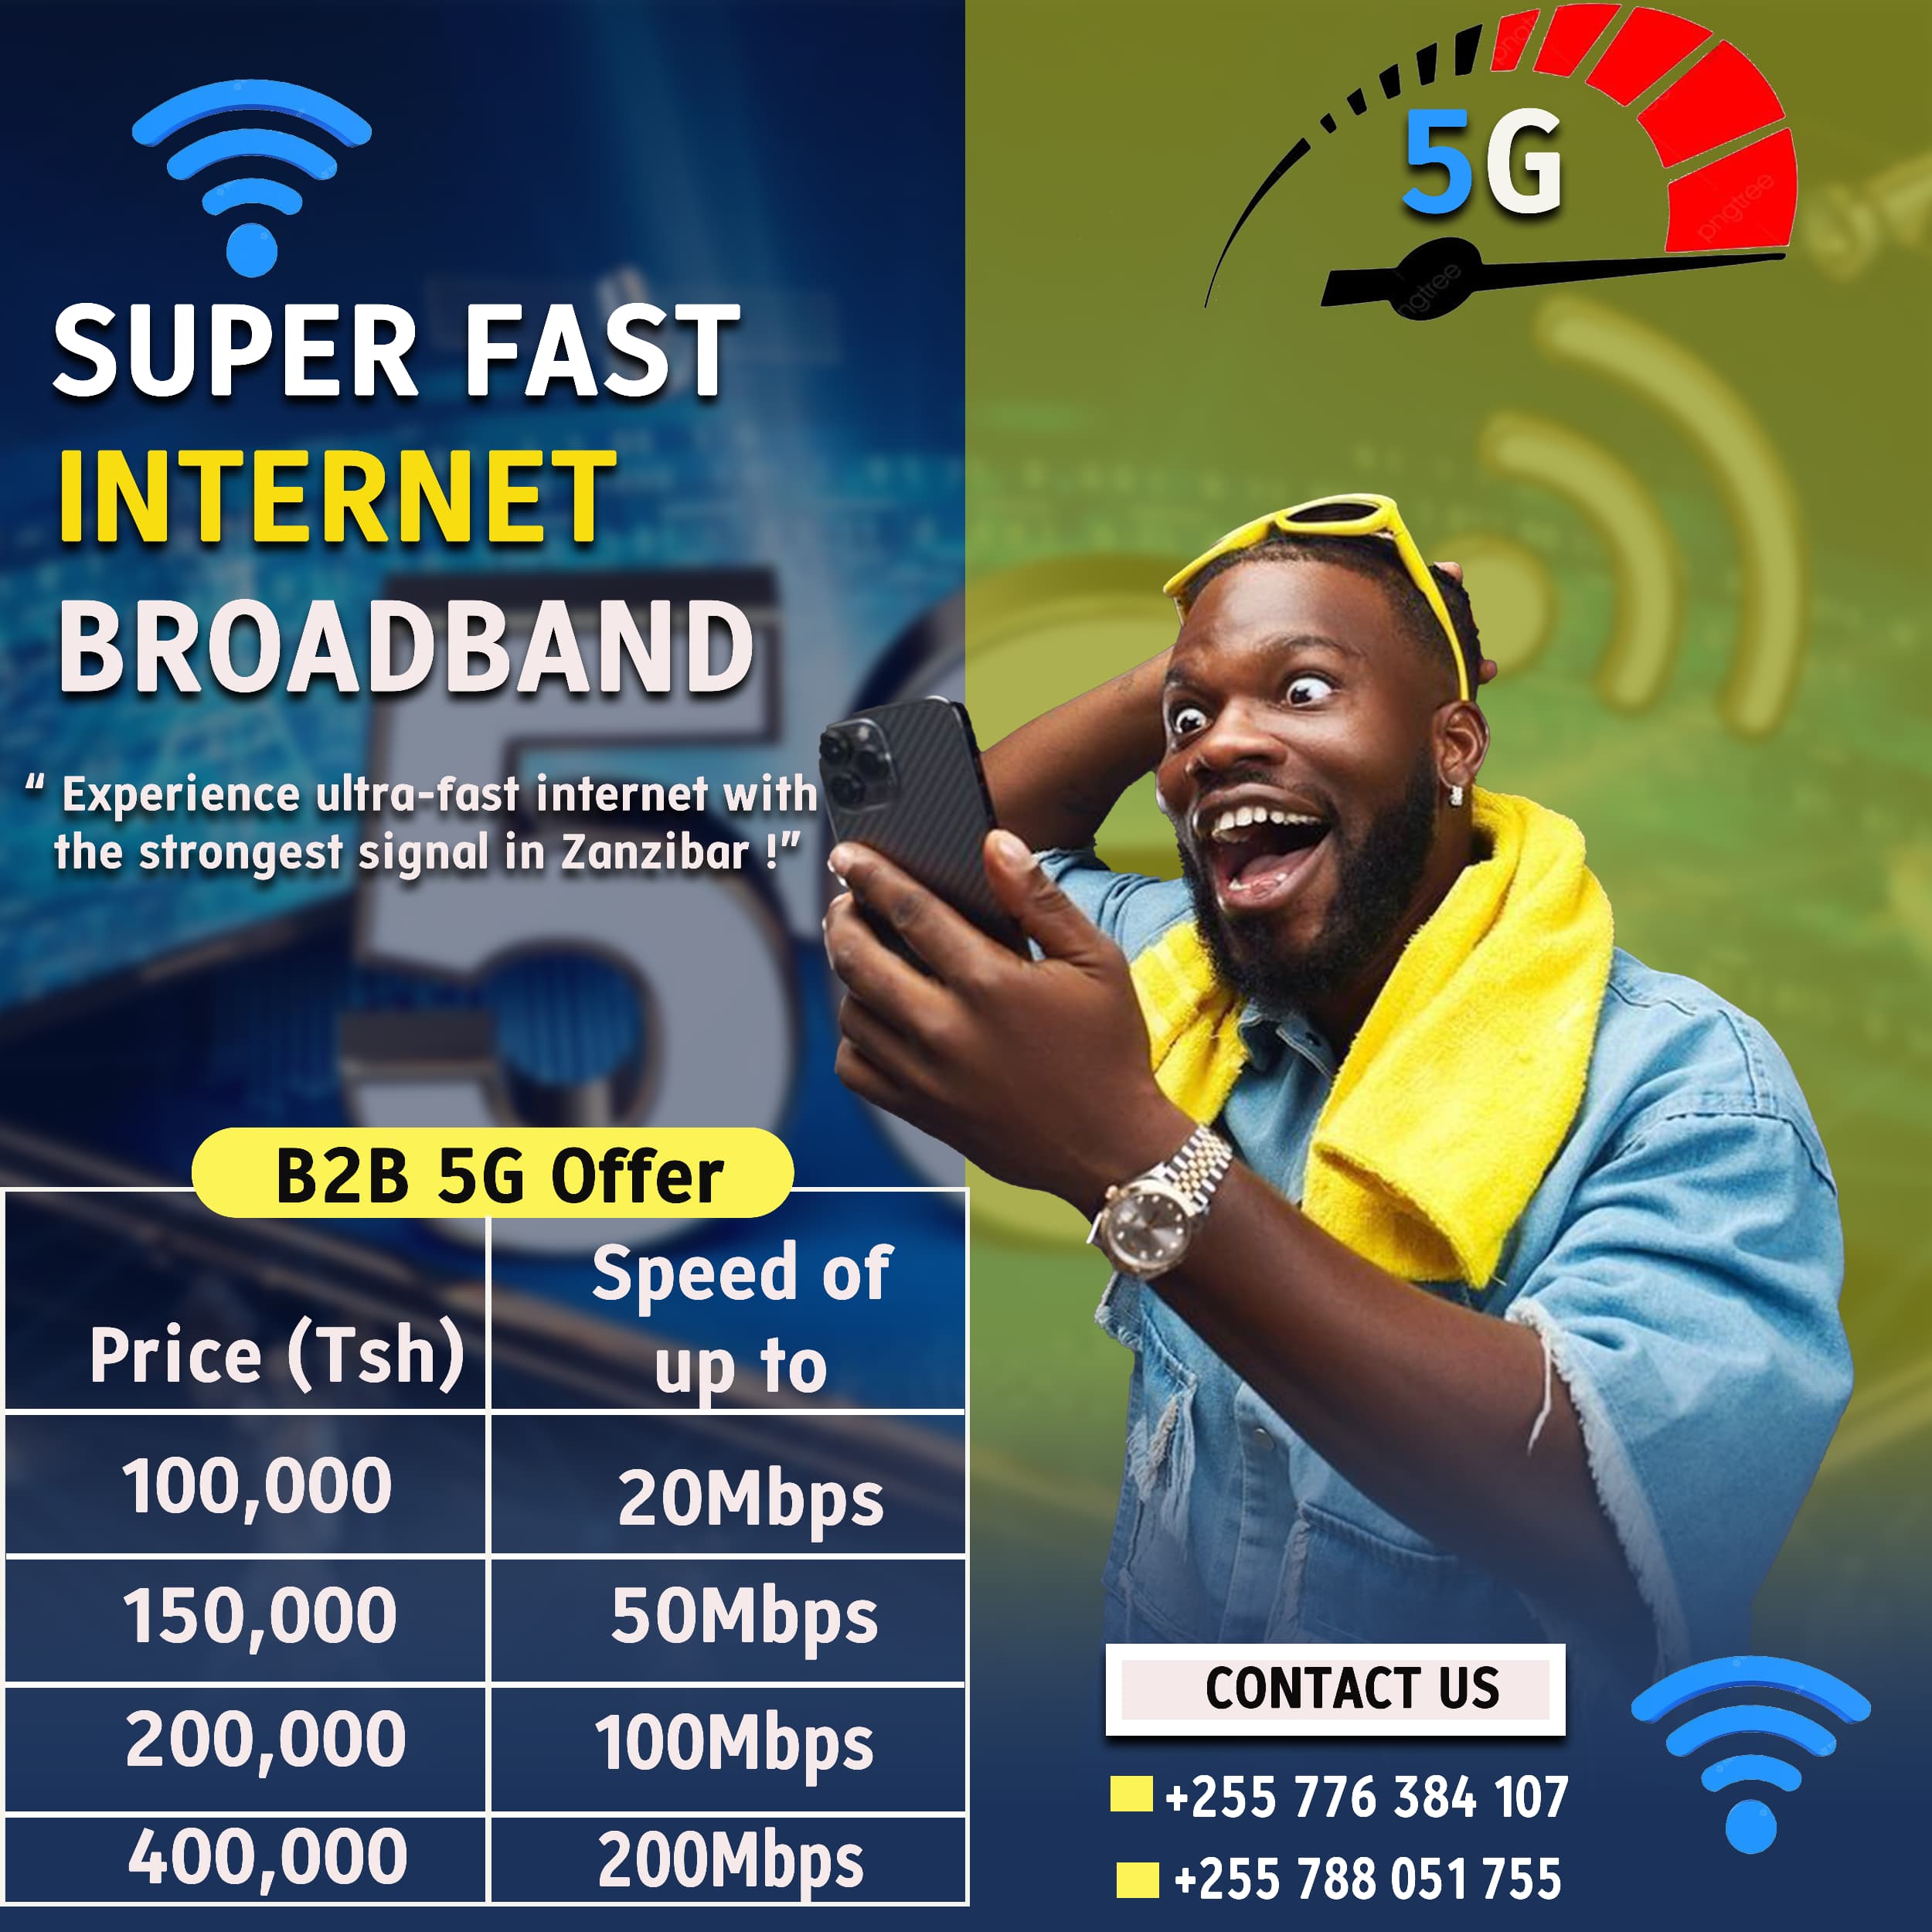 5G
SUPER FAST
INTERNET
BROADBAND
“ Experience ultra-fast internet with
the strongest signal in Zanzibar !”
B2B 5G Offer
Price (Tsh)
Speed of
up to
100,000
20Mbps
150,000
50Mbps
200,000
100Mbps
400,000
200Mbps
CONTACT US
+255 776 384 107
+255 788 051 755
pngtree